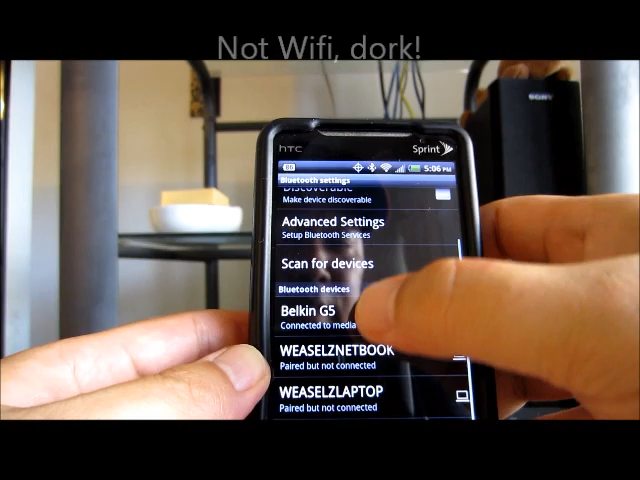 Not Wifi, dork!
SONY
hTC
Sprint
86
5:06 PM
Bluetooth settings
Discoverable
Make device discoverable
Advanced Settings
Setup Bluetooth Services
Scan for devices
Bluetooth devices
Belkin G5
Connected to media
WEASELZNETBOOK
Paired but not connected
WEASELZLAPTOP
Paired but not connected